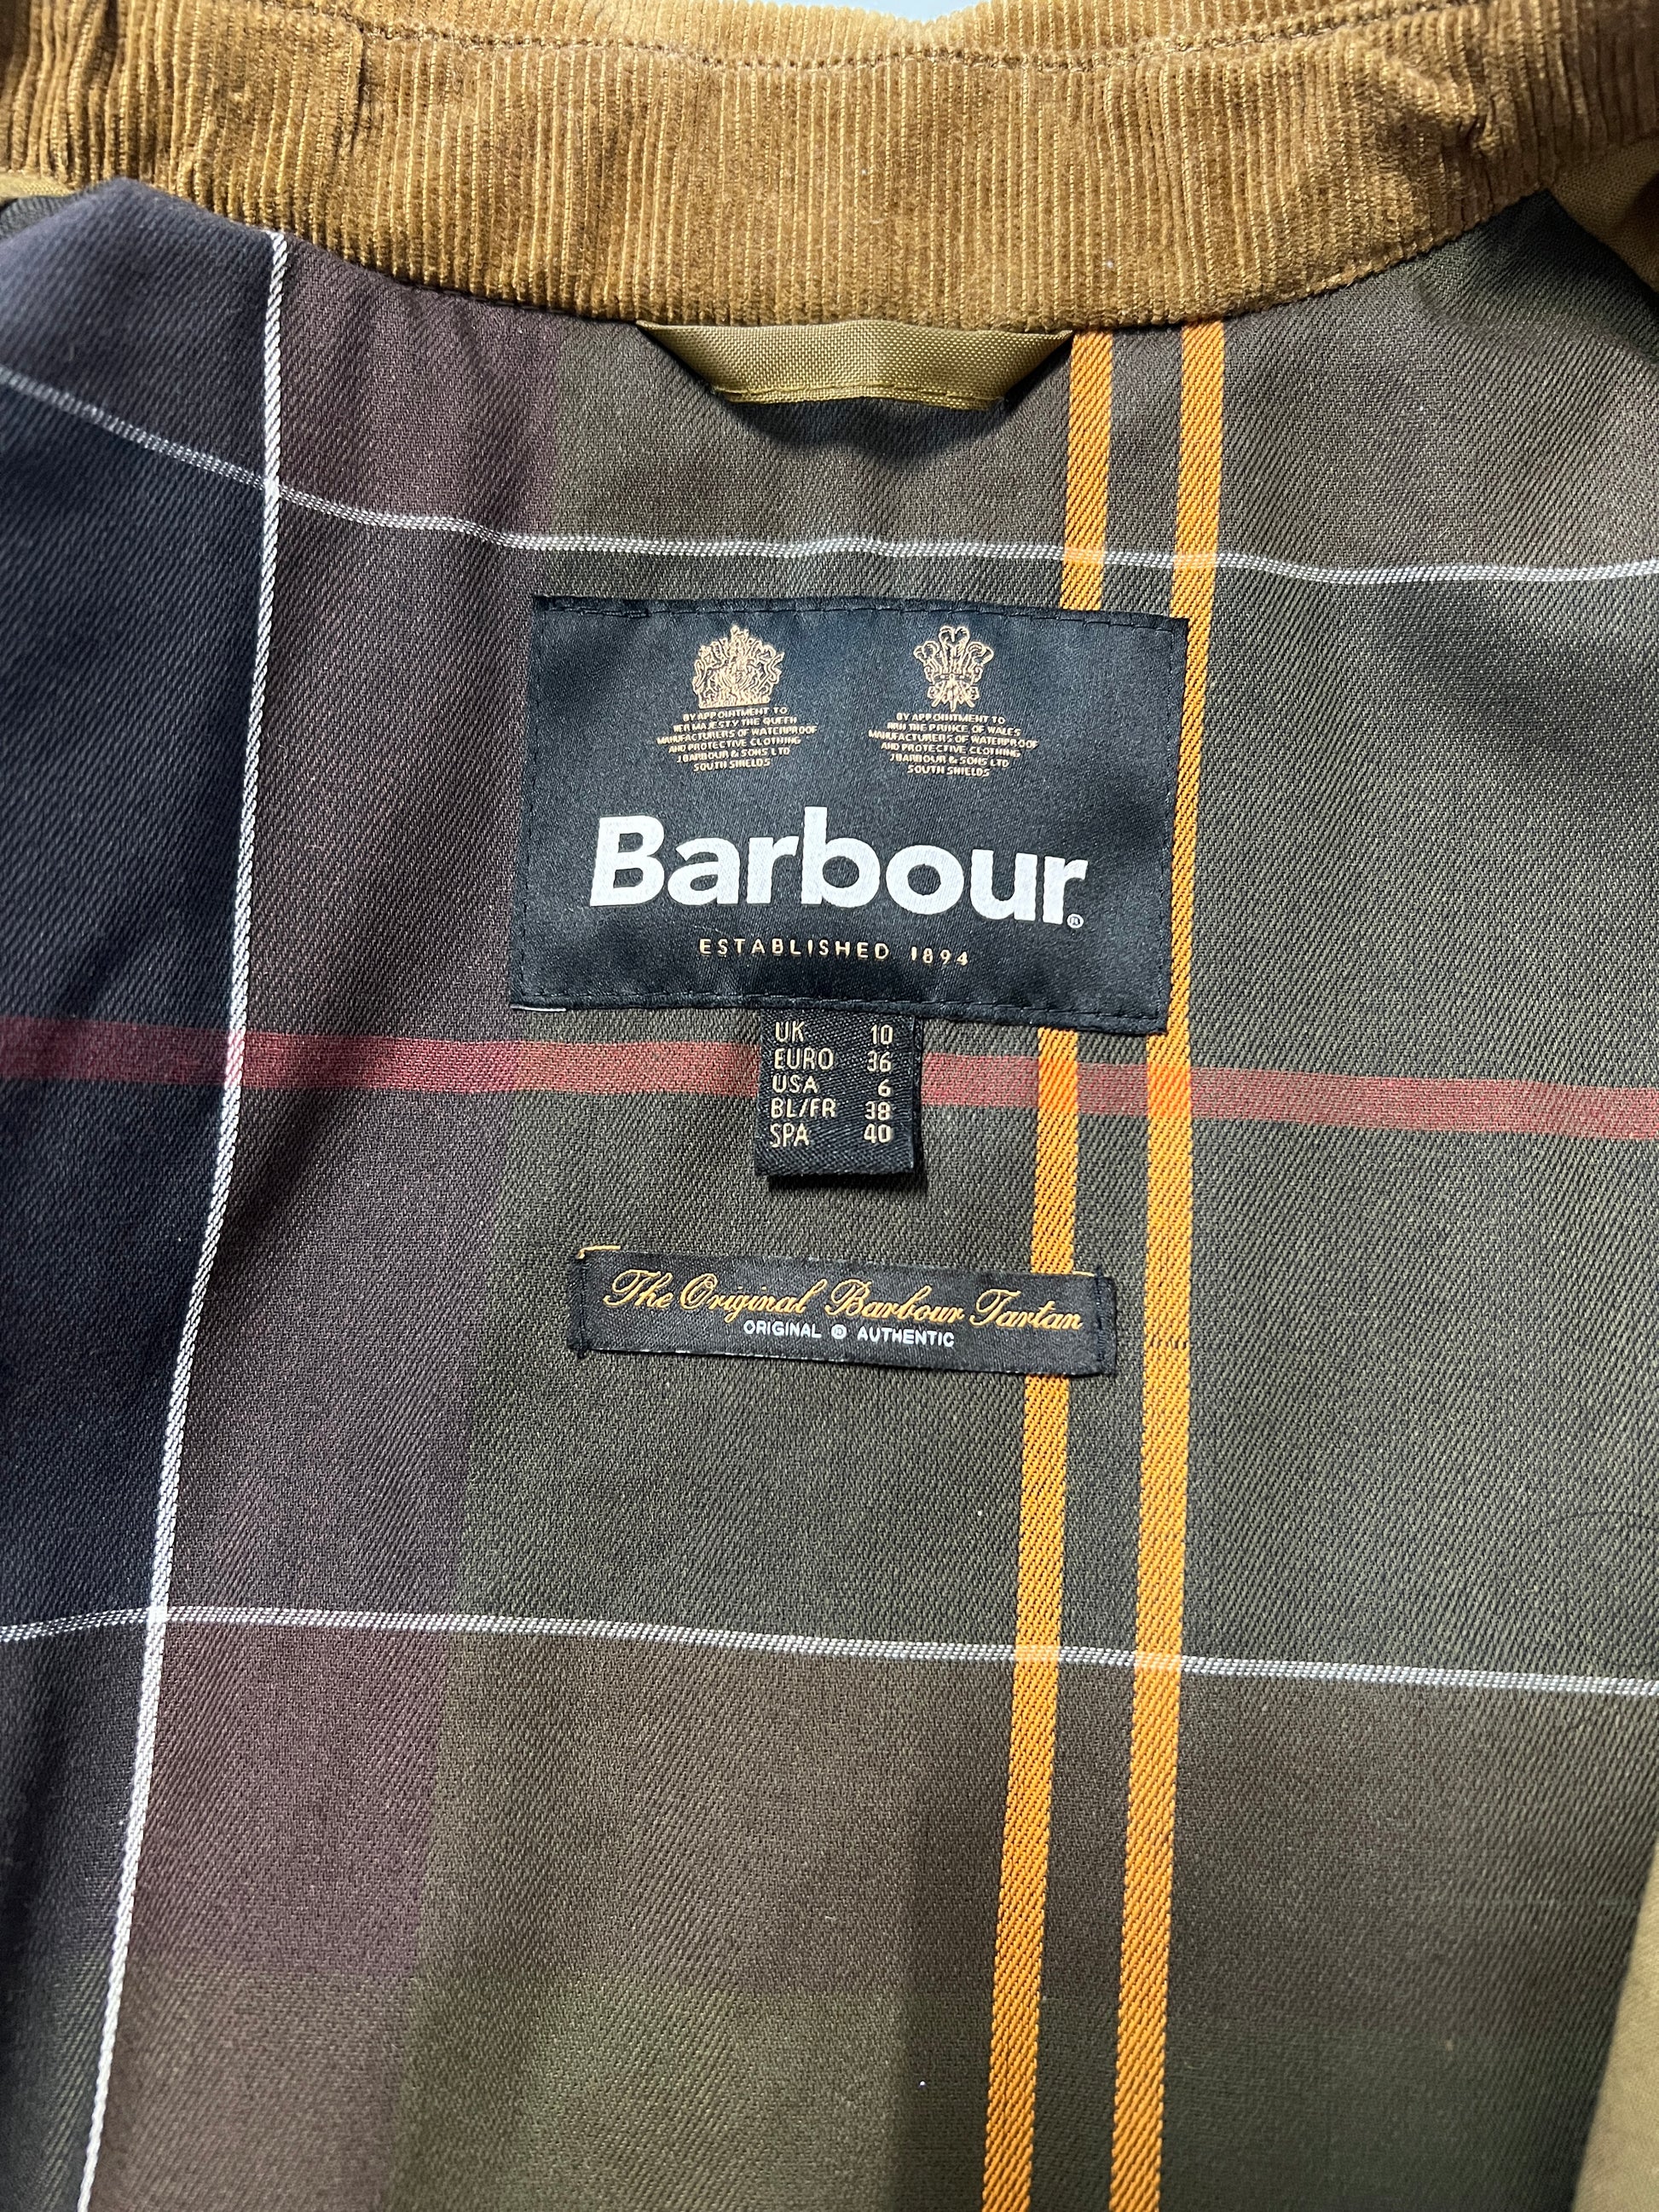 BY APPOINTMENT TO
HER MAJESTY THE QUEEN
MANUFACTURERS OF WATERPROOF
AND PROTECTIVE CLOTHING
J BARBOUR & SONS LTD
SOUTH SHIELDS
BY APPOINTMENT TO
HRH THE PRINCE OF WALES
MANUFACTURERS OF WATERPROOF
AND PROTECTIVE CLOTHING
J BARBOUR & SONS LTD
SOUTH SHIELDS
Barbour®
ESTABLISHED 1894
UK 10
EURO 36
USA 6
BL/FR 38
SPA 40
The Original Barbour Tartan
ORIGINAL ® AUTHENTIC